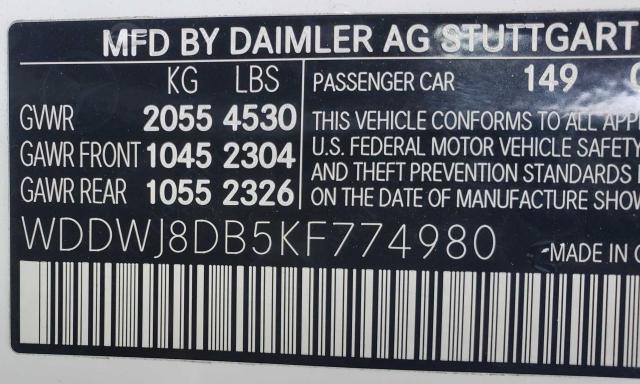 MFD BY DAIMLER AG STUTTGART
KG LBS
GVWR 2055 4530
GAWR FRONT 1045 2304
GAWR REAR 1055 2326
PASSENGER CAR 149
THIS VEHICLE CONFORMS TO ALL
U.S. FEDERAL MOTOR VEHICLE SAFETY
AND THEFT PREVENTION STANDARDS
ON THE DATE OF MANUFACTURE
WDDWJ8DB5KF774980
MADE IN